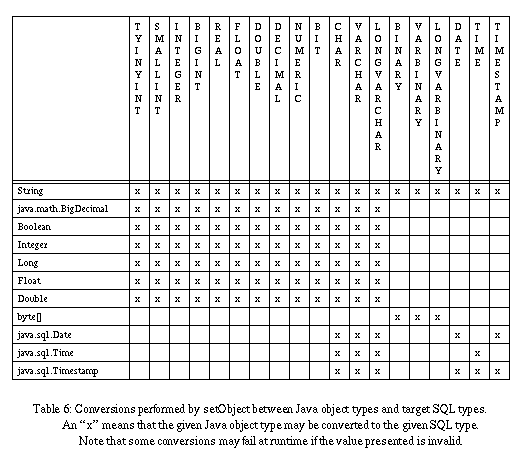 TYINYINT SMALLINT INTEGER BIGINT REAL FLOAT DOUBLE DECIMAL NUMERIC BIT CHAR VARCHAR LONGVARCHAR BINARY VARBINARY LONGVARBINARY DATE TIME TIMESTAMP
String x x x x x x x x x x x x x x x x x x x
java.math.BigDecimal x x x x x x x x x x x x x
Boolean x x x x x x x x x x x x x
Integer x x x x x x x x x x x x x
Long x x x x x x x x x x x x x
Float x x x x x x x x x x x x x
Double x x x x x x x x x x x x x
byte[] x x x
java.sql.Date x x x x x
java.sql.Time x x x x
java.sql.Timestamp x x x x x x
Table 6: Conversions performed by setObject between Java object types and target SQL types.
An “x” means that the given Java object type may be converted to the given SQL type.
Note that some conversions may fail at runtime if the value presented is invalid.